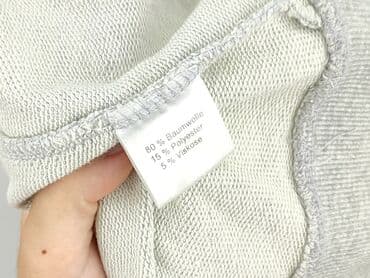 80 % Baumwolle
15 % Polyester
5 % Viskose